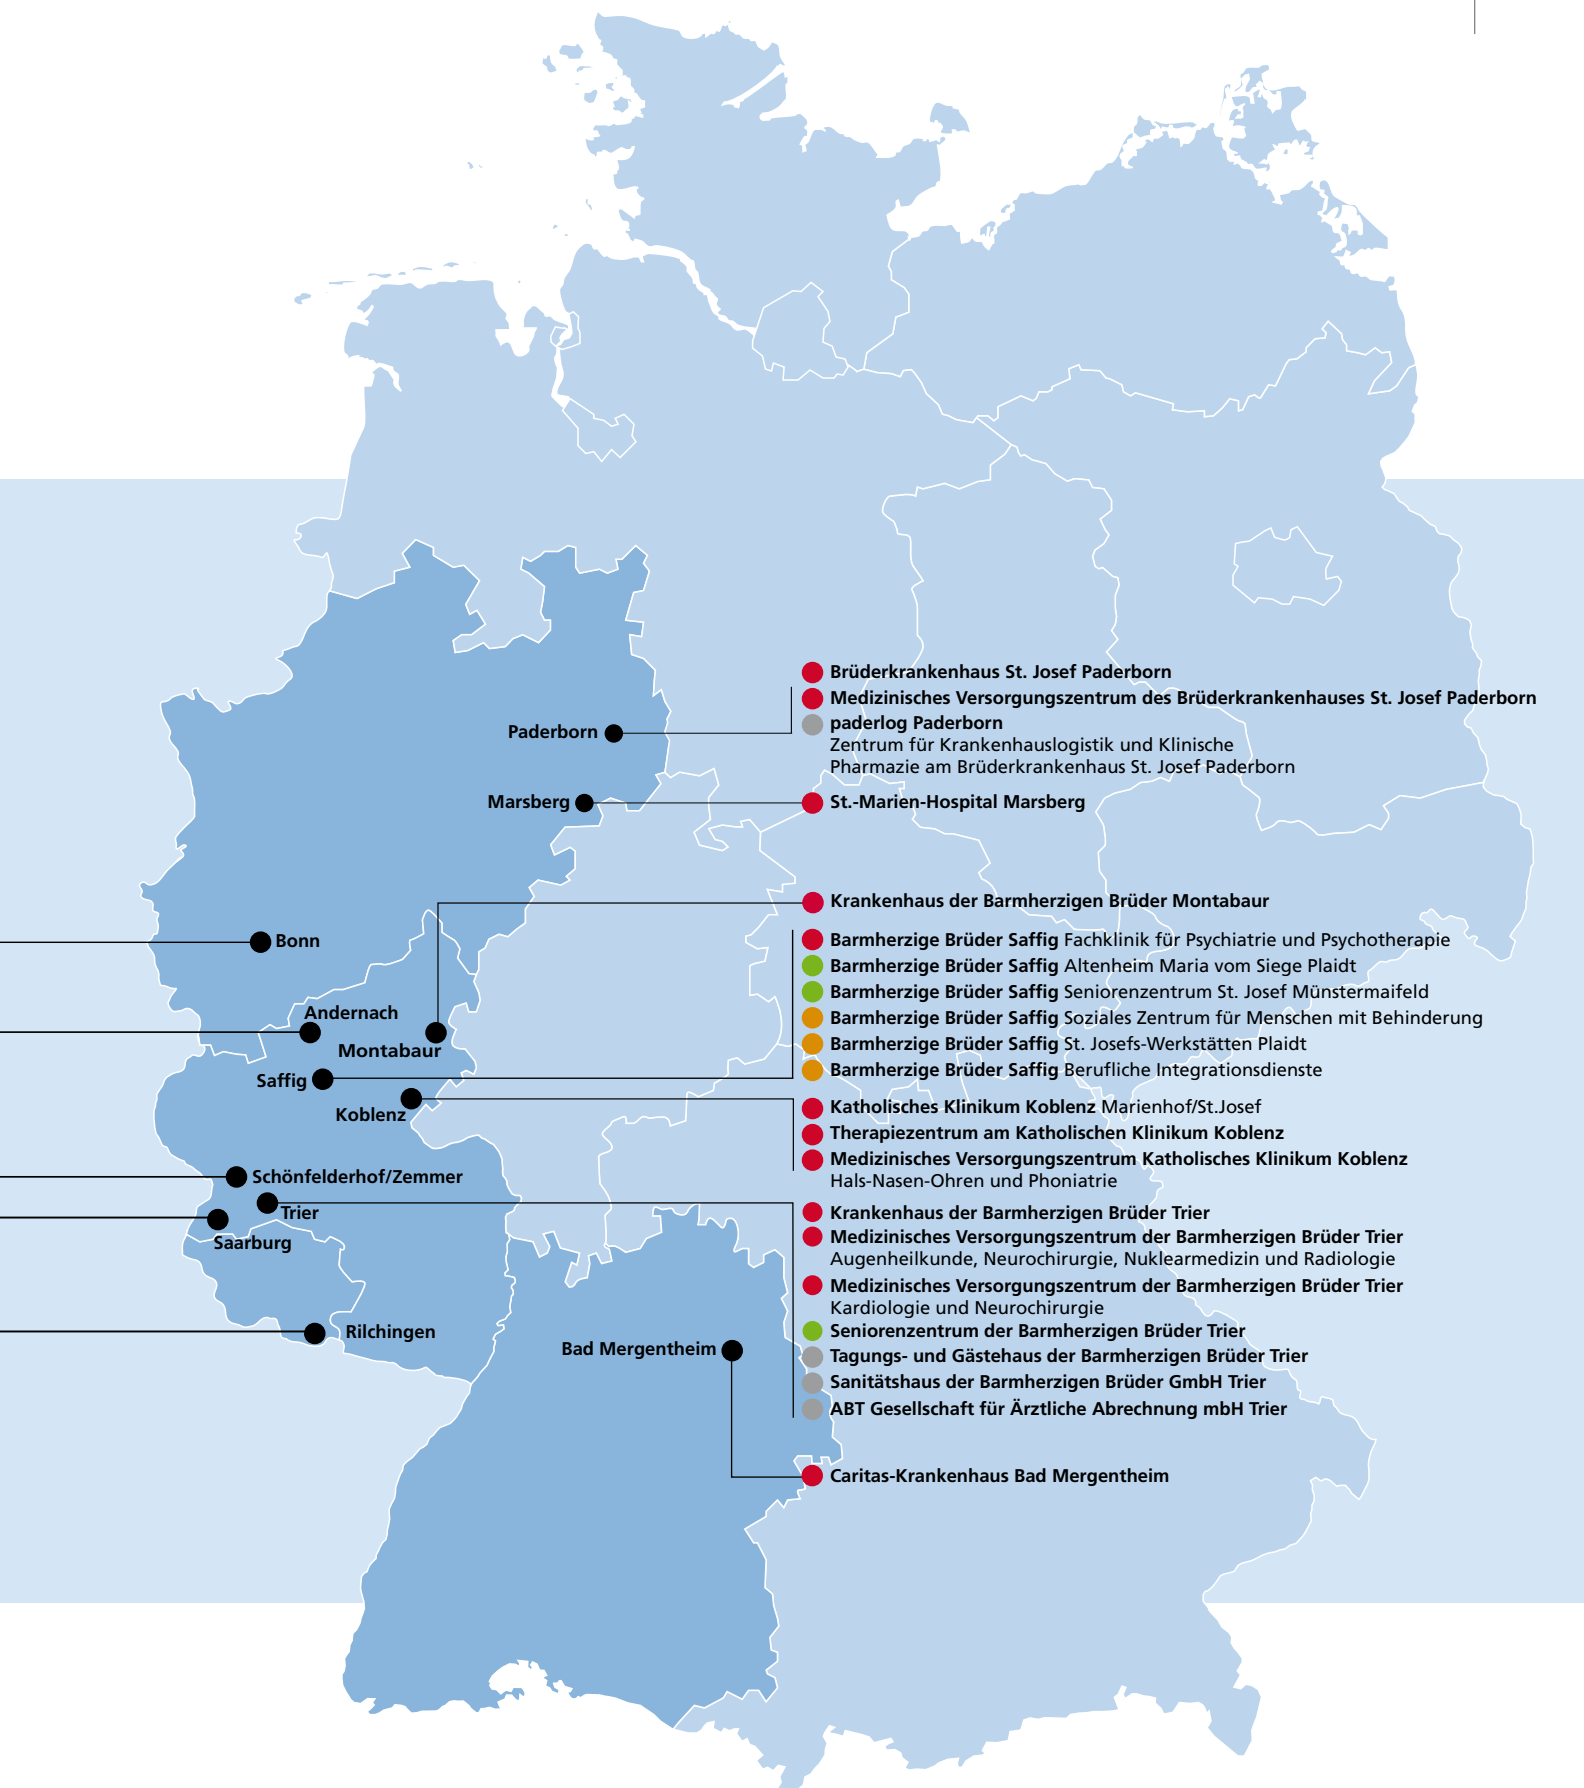 Brüderkrankenhaus St. Josef Paderborn
Medizinisches Versorgungszentrum des Brüderkrankenhauses St. Josef Paderborn
paderlog Paderborn
Zentrum für Krankenhauslogistik und Klinische
Pharmazie am Brüderkrankenhaus St. Josef Paderborn
Paderborn
Marsberg
St.-Marien-Hospital Marsberg
Krankenhaus der Barmherzigen Brüder Montabaur
Bonn
Barmherzige Brüder Saffig Fachklinik für Psychiatrie und Psychotherapie
Barmherzige Brüder Saffig Altenheim Maria vom Siege Plaidt
Barmherzige Brüder Saffig Seniorenzentrum St. Josef Münstermaifeld
Barmherzige Brüder Saffig Soziales Zentrum für Menschen mit Behinderung
Barmherzige Brüder Saffig St. Josefs-Werkstätten Plaidt
Barmherzige Brüder Saffig Berufliche Integrationsdienste
Andernach
Montabaur
Saffig
Koblenz
Katholisches Klinikum Koblenz Marienhof/St.Josef
Therapiezentrum am Katholischen Klinikum Koblenz
Medizinisches Versorgungszentrum Katholisches Klinikum Koblenz
Hals-Nasen-Ohren und Phoniatrie
Schönfelderhof/Zemmer
Trier
Saarburg
Krankenhaus der Barmherzigen Brüder Trier
Medizinisches Versorgungszentrum der Barmherzigen Brüder Trier
Augenheilkunde, Neurochirurgie, Nuklearmedizin und Radiologie
Medizinisches Versorgungszentrum der Barmherzigen Brüder Trier
Kardiologie und Neurochirurgie
Seniorenzentrum der Barmherzigen Brüder Trier
Tagungs- und Gästehaus der Barmherzigen Brüder Trier
Sanitätshaus der Barmherzigen Brüder GmbH Trier
ABT Gesellschaft für Ärztliche Abrechnung mbH Trier
Rilchingen
Bad Mergentheim
Caritas-Krankenhaus Bad Mergentheim